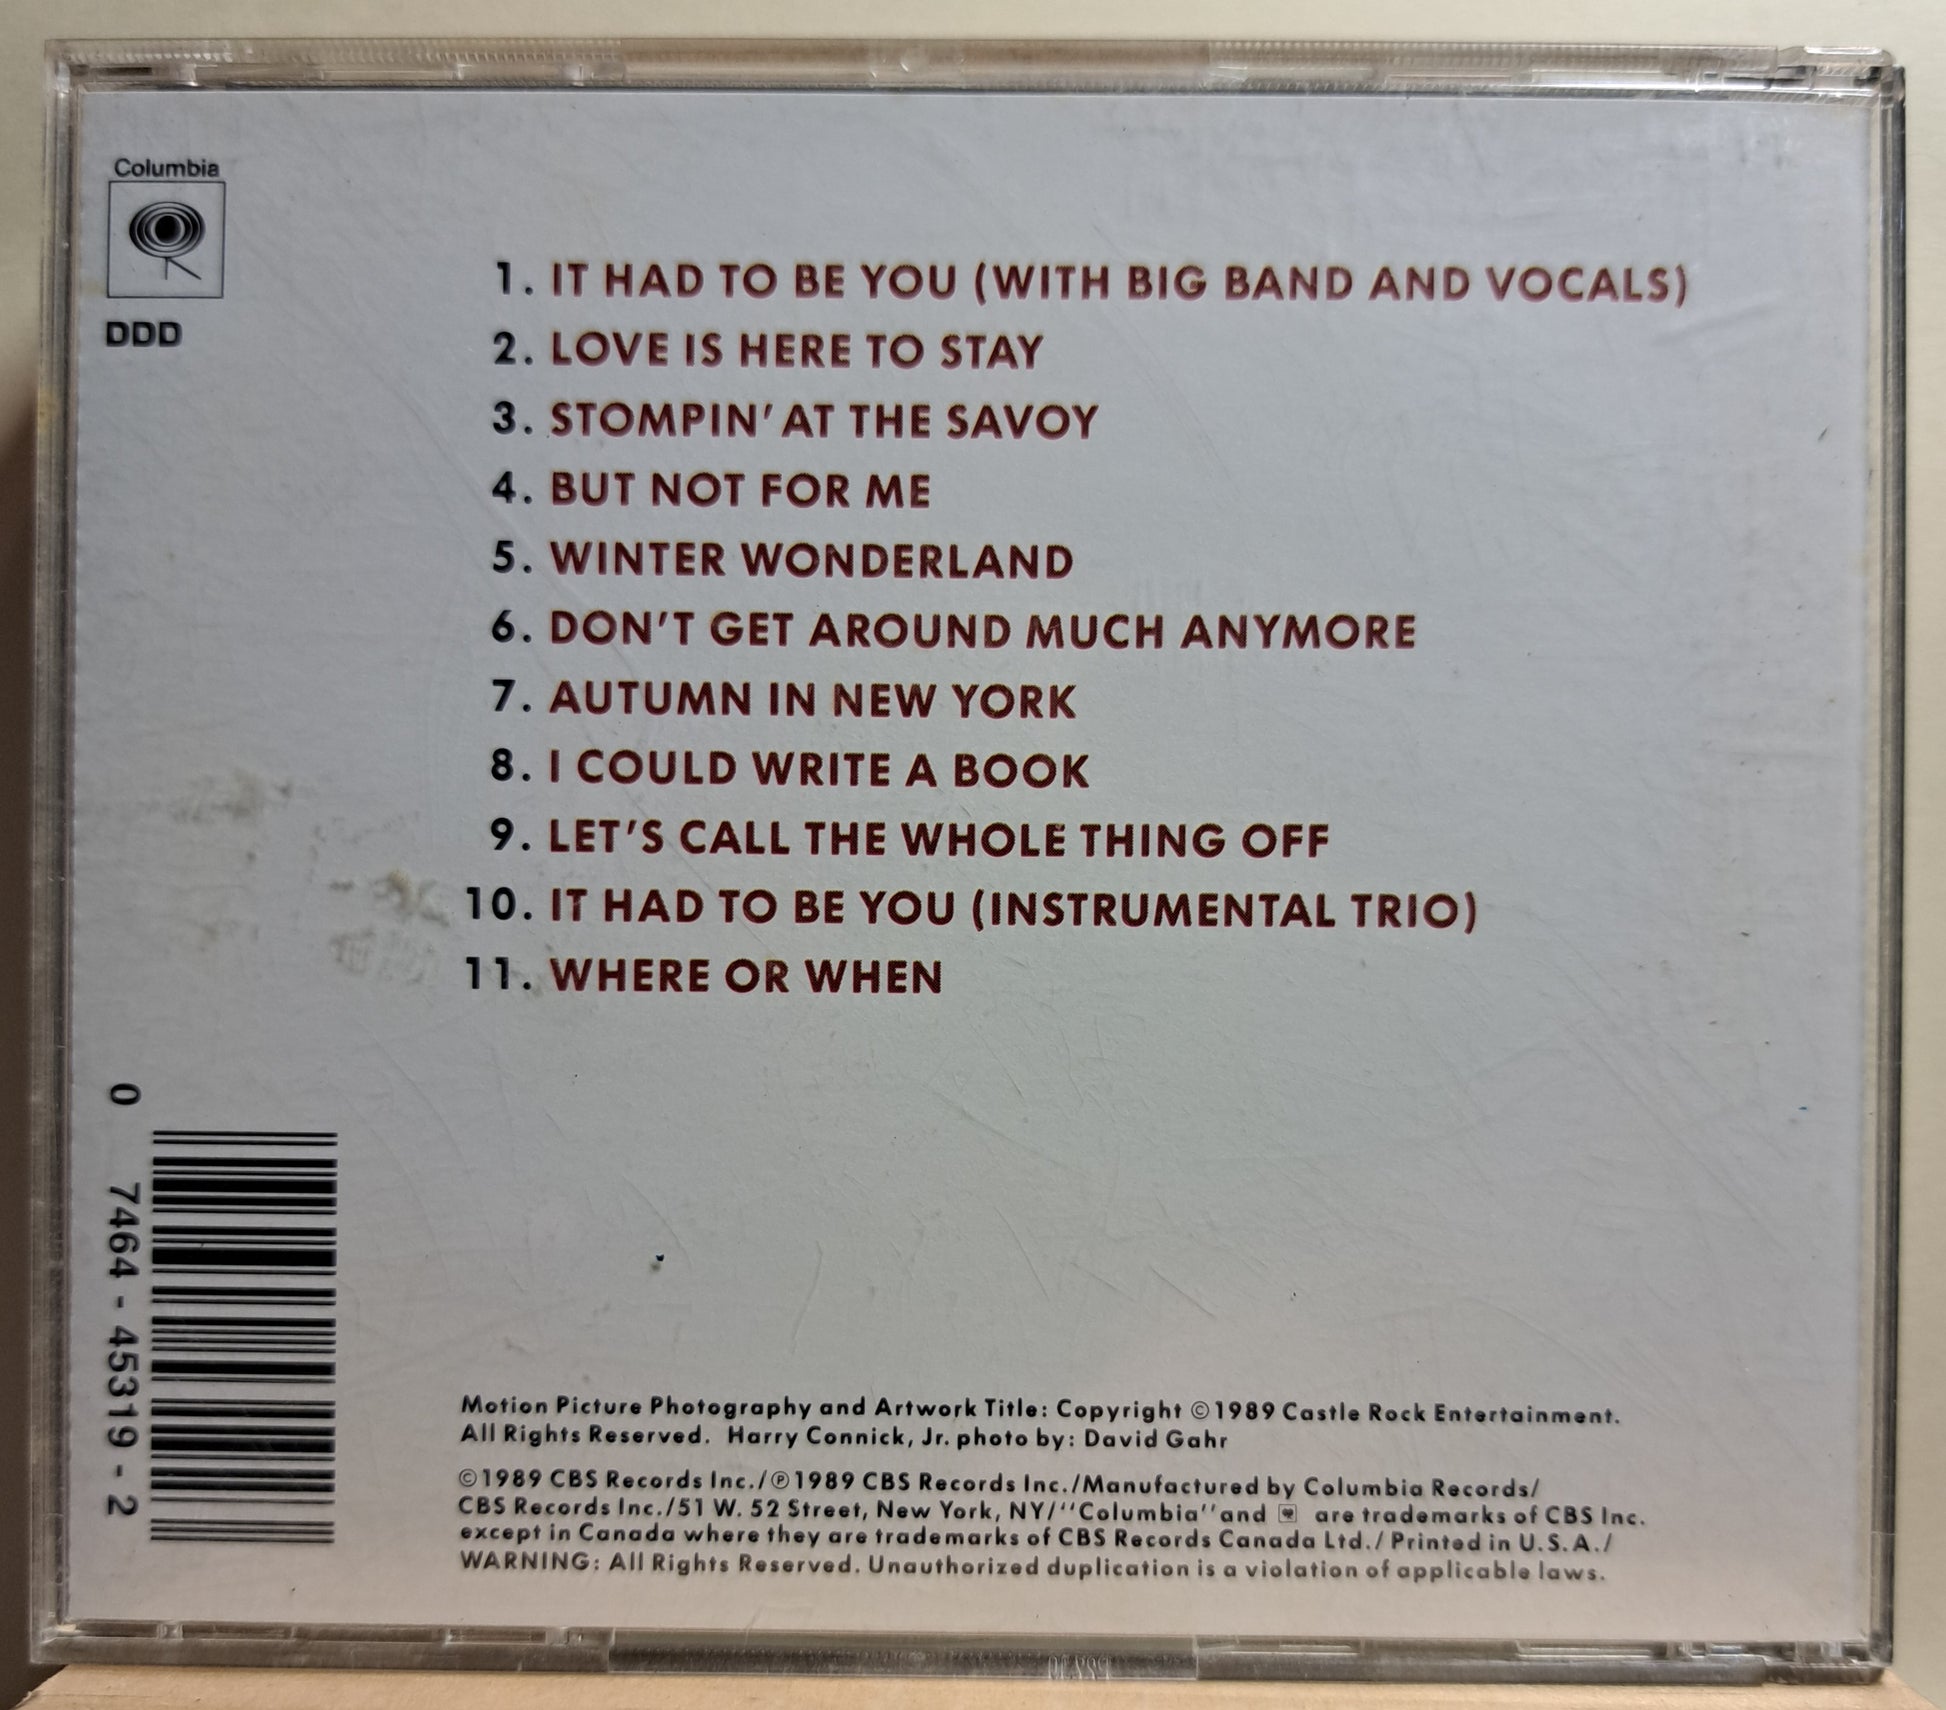 Columbia
DDD
1. IT HAD TO BE YOU (WITH BIG BAND AND VOCALS)
2. LOVE IS HERE TO STAY
3. STOMPIN' AT THE SAVOY
4. BUT NOT FOR ME
5. WINTER WONDERLAND
6. DON'T GET AROUND MUCH ANYMORE
7. AUTUMN IN NEW YORK
8. I COULD WRITE A BOOK
9. LET'S CALL THE WHOLE THING OFF
10. IT HAD TO BE YOU (INSTRUMENTAL TRIO)
11. WHERE OR WHEN
0 7464-45319-2
Motion Picture Photography and Artwork Title: Copyright ©1989 Castle Rock Entertainment.
All Rights Reserved. Harry Connick, Jr. photo by: David Gahr
©1989 CBS Records Inc./℗1989 CBS Records Inc./Manufactured by Columbia Records/
CBS Records Inc./51 W. 52 Street, New York, NY/''Columbia'' and are trademarks of CBS Inc.
except in Canada where they are trademarks of CBS Records Canada Ltd./Printed in U.S.A./
WARNING: All Rights Reserved. Unauthorized duplication is a violation of applicable laws.